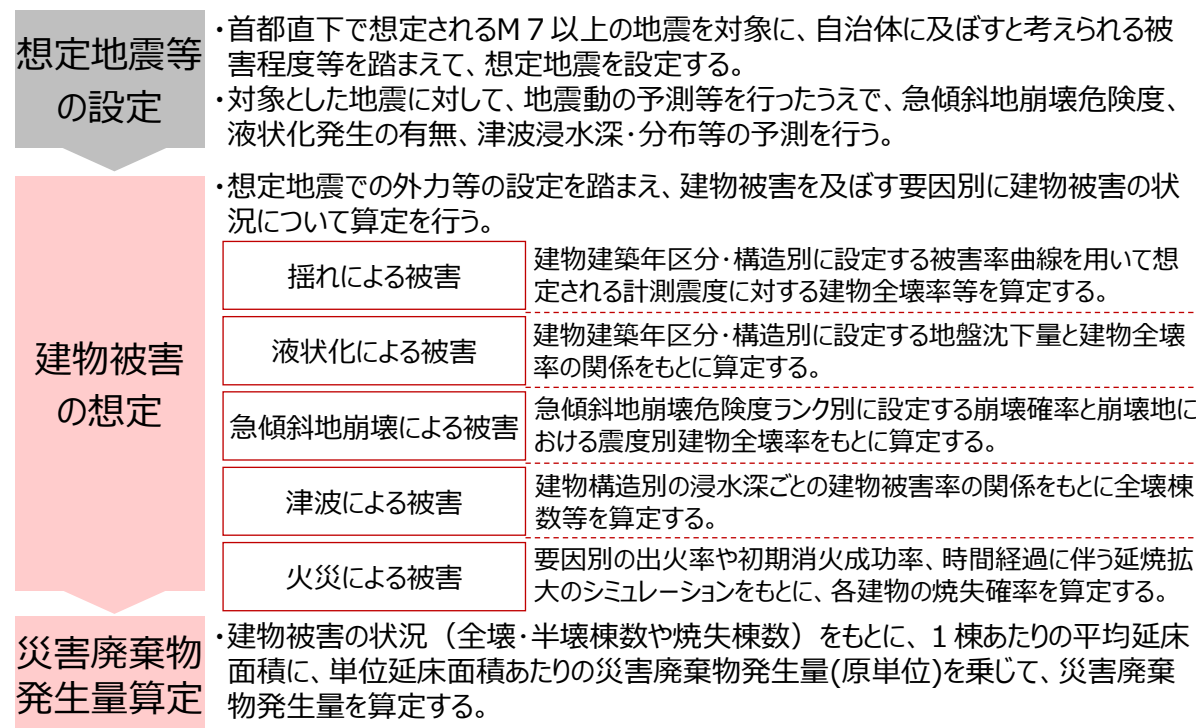 想定地震等
の設定
・首都直下で想定されるM７以上の地震を対象に、自治体に及ぼすと考えられる被
害程度等を踏まえて、想定地震を設定する。
・対象とした地震に対して、地震動の予測等を行ったうえで、急傾斜地崩壊危険度、
液状化発生の有無、津波浸水深・分布等の予測を行う。
建物被害
の想定
・想定地震での外力等の設定を踏まえ、建物被害を及ぼす要因別に建物被害の状
況について算定を行う。
揺れによる被害
建物建築年区分・構造別に設定する被害率曲線を用いて想
定される計測震度に対する建物全壊率等を算定する。
液状化による被害
建物建築年区分・構造別に設定する地盤沈下量と建物全壊
率の関係をもとに算定する。
急傾斜地崩壊による被害
急傾斜地崩壊危険度ランク別に設定する崩壊確率と崩壊地に
おける震度別建物全壊率をもとに算定する。
津波による被害
建物構造別の浸水深ごとの建物被害率の関係をもとに全壊棟
数等を算定する。
火災による被害
要因別の出火率や初期消火成功率、時間経過に伴う延焼拡
大のシミュレーションをもとに、各建物の焼失確率を算定する。
災害廃棄物
発生量算定
・建物被害の状況（全壊・半壊棟数や焼失棟数）をもとに、１棟あたりの平均延床
面積に、単位延床面積あたりの災害廃棄物発生量(原単位)を乗じて、災害廃棄
物発生量を算定する。